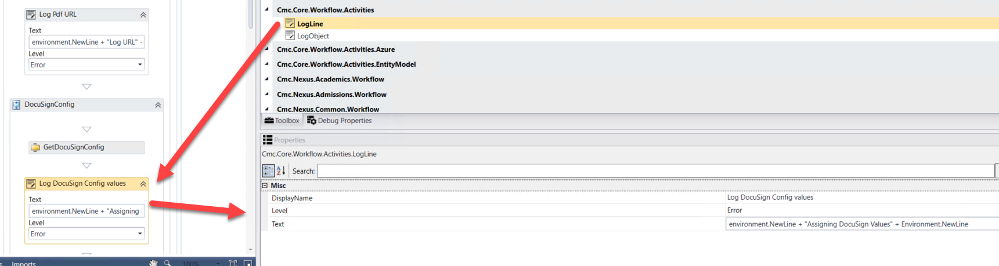 Log Pdf URL
Text
environment.NewLine + "Log URL"
Level
Error
DocuSignConfig
GetDocuSignConfig
Log DocuSign Config values
Text
environment.NewLine + "Assigning
Level
Error
Imports
100%
Cmc.Core.Workflow.Activities
LogLine
LogObject
Cmc.Core.Workflow.Activities.Azure
Cmc.Core.Workflow.Activities.EntityModel
Cmc.Nexus.Academics.Workflow
Cmc.Nexus.Admissions.Workflow
Cmc.Nexus.Common.Workflow
Toolbox Debug Properties
Properties
Cmc.Core.Workflow.Activities.LogLine
Search:
Misc
DisplayName Log DocuSign Config values
Level Error
Text environment.NewLine + "Assigning DocuSign Values" + Environment.NewLine